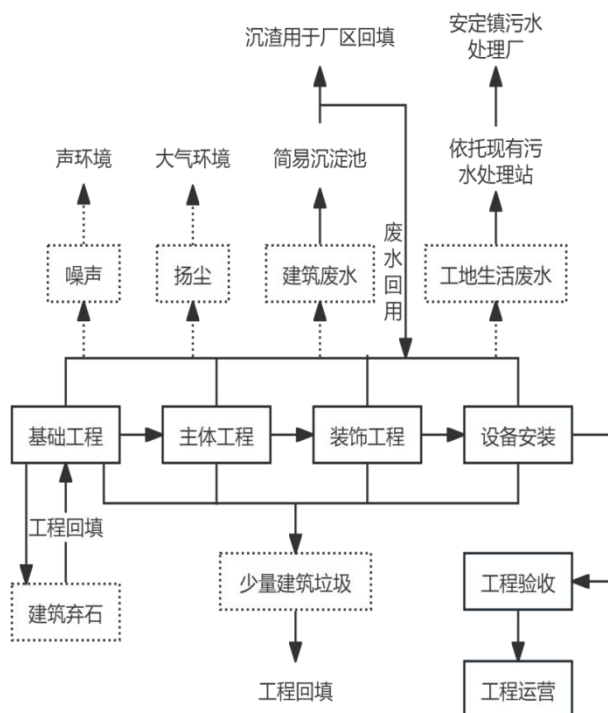 沉渣用于厂区回填
安定镇污水
处理厂
声环境
大气环境
简易沉淀池
依托现有污
水处理站
废水回用
噪声
扬尘
建筑废水
工地生活废水
基础工程
主体工程
装饰工程
设备安装
工程回填
建筑弃石
少量建筑垃圾
工程验收
工程回填
工程运营